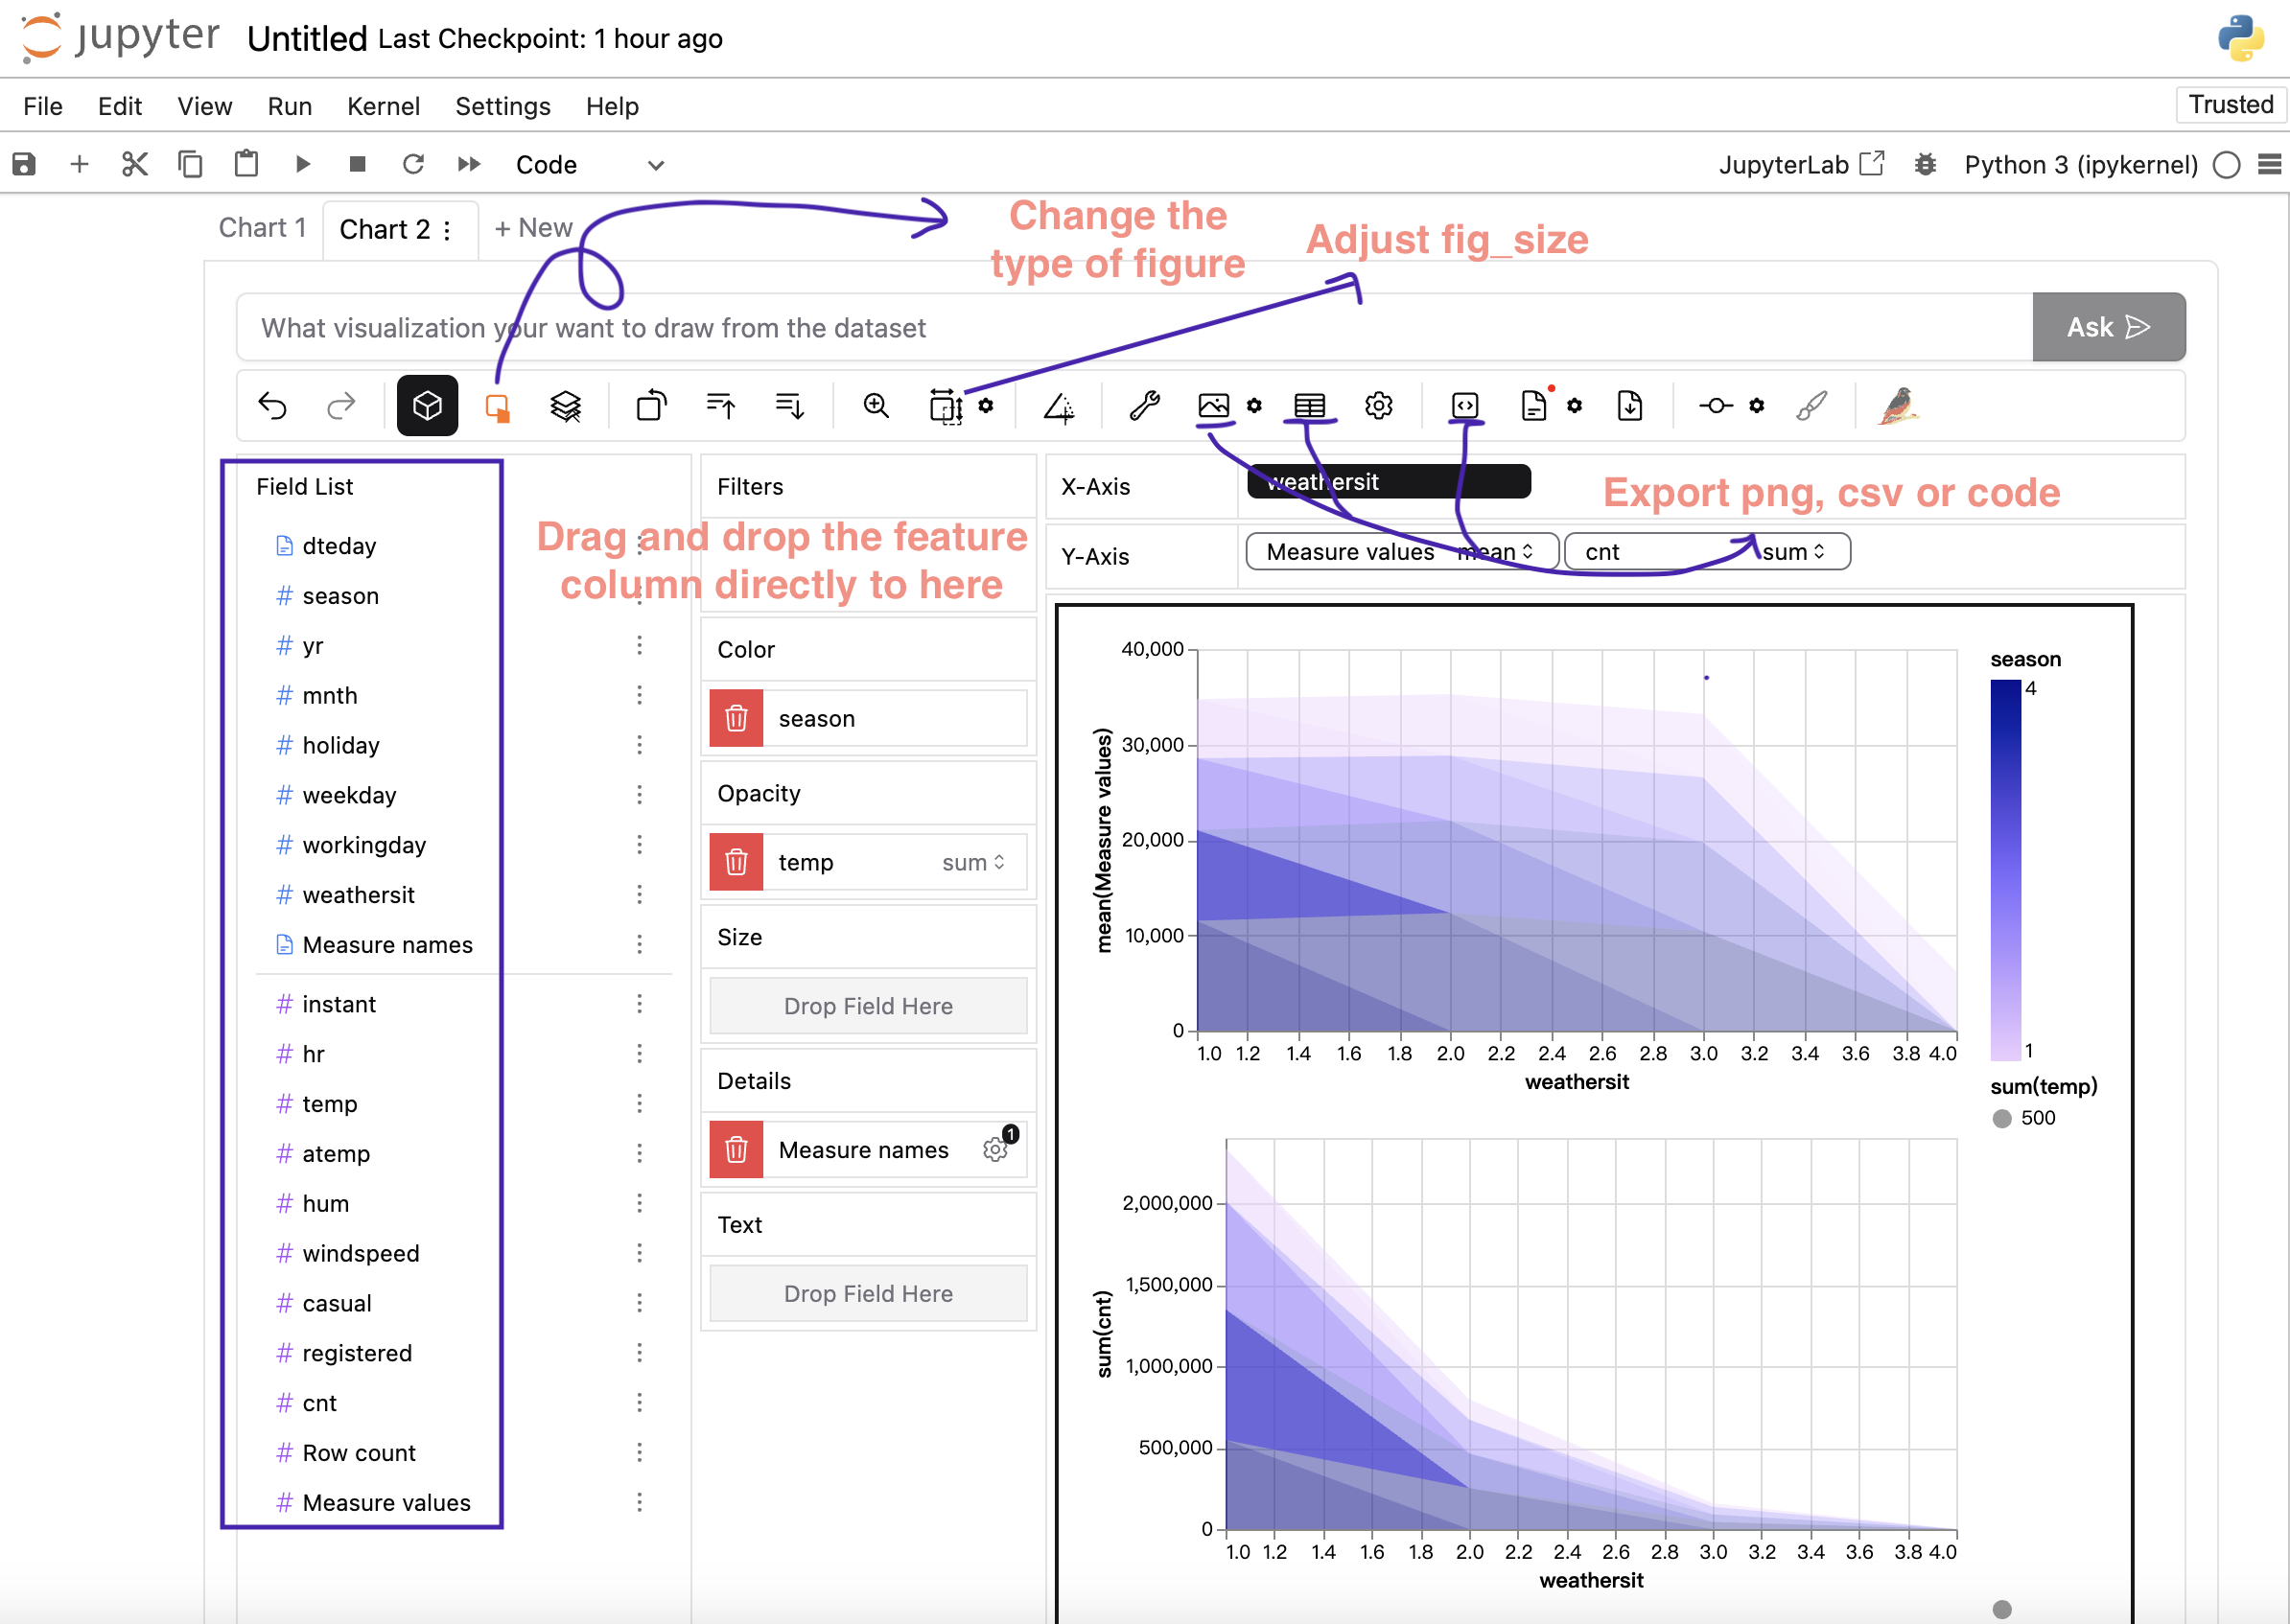 jupyter Untitled Last Checkpoint: 1 hour ago
File Edit View Run Kernel Settings Help Trusted
Code JupyterLab Python 3 (ipykernel)
Chart 1 Chart 2 + New
Change the
type of figure
Adjust fig_size
What visualization your want to draw from the dataset Ask
Field List
dteday
# season
# yr
# mnth
# holiday
# weekday
# workingday
# weathersit
Measure names
# instant
# hr
# temp
# atemp
# hum
# windspeed
# casual
# registered
# cnt
# Row count
# Measure values
Drag and drop the feature
column directly to here
Filters
Color
season
Opacity
temp sum
Size
Drop Field Here
Details
Measure names 1
Text
Drop Field Here
X-Axis weathersit
Export png, csv or code
Y-Axis Measure values mean cnt sum
40,000
30,000
20,000
10,000
0
mean(Measure values)
1.0 1.2 1.4 1.6 1.8 2.0 2.2 2.4 2.6 2.8 3.0 3.2 3.4 3.6 3.8 4.0
weathersit
season
4
1
sum(temp)
500
2,000,000
1,500,000
1,000,000
500,000
0
sum(cnt)
1.0 1.2 1.4 1.6 1.8 2.0 2.2 2.4 2.6 2.8 3.0 3.2 3.4 3.6 3.8 4.0
weathersit